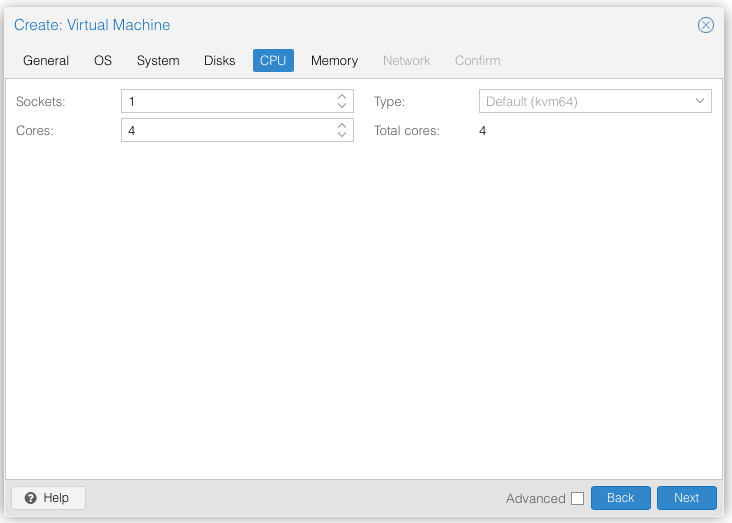 Create: Virtual Machine
General OS System Disks CPU Memory Network Confirm
Sockets: 1 Type: Default (kvm64)
Cores: 4 Total cores: 4
Help Advanced Back Next